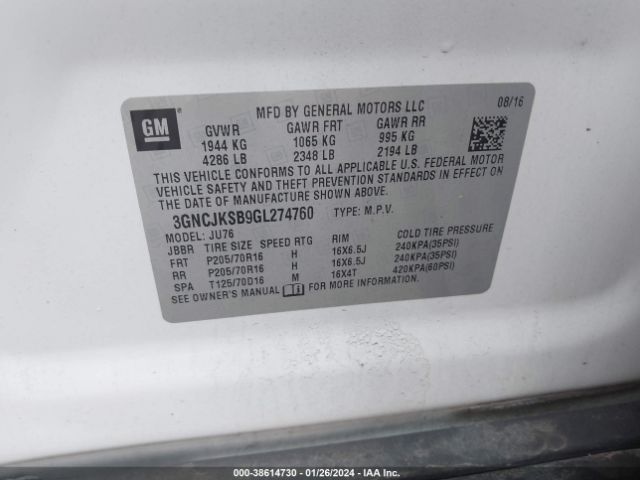 GM
MFD BY GENERAL MOTORS LLC 08/16
GVWR GAWR FRT GAWR RR
1944 KG 1065 KG 995 KG
4286 LB 2348 LB 2194 LB
THIS VEHICLE CONFORMS TO ALL APPLICABLE U.S. FEDERAL MOTOR
VEHICLE SAFETY AND THEFT PREVENTION STANDARDS IN EFFECT ON
THE DATE OF MANUFACTURE SHOWN ABOVE.
3GNCJKSB9GL274760 TYPE: M.P.V.
MODEL: JU76
JBBR TIRE SIZE SPEED RTG RIM COLD TIRE PRESSURE
FRT P205/70R16 H 16X6.5J 240KPA(35PSI)
RR P205/70R16 H 16X6.5J 240KPA(35PSI)
SPA T125/70D16 M 16X4T 420KPA(60PSI)
SEE OWNER'S MANUAL FOR MORE INFORMATION.
000-38614730 - 01/26/2024 - IAA Inc.